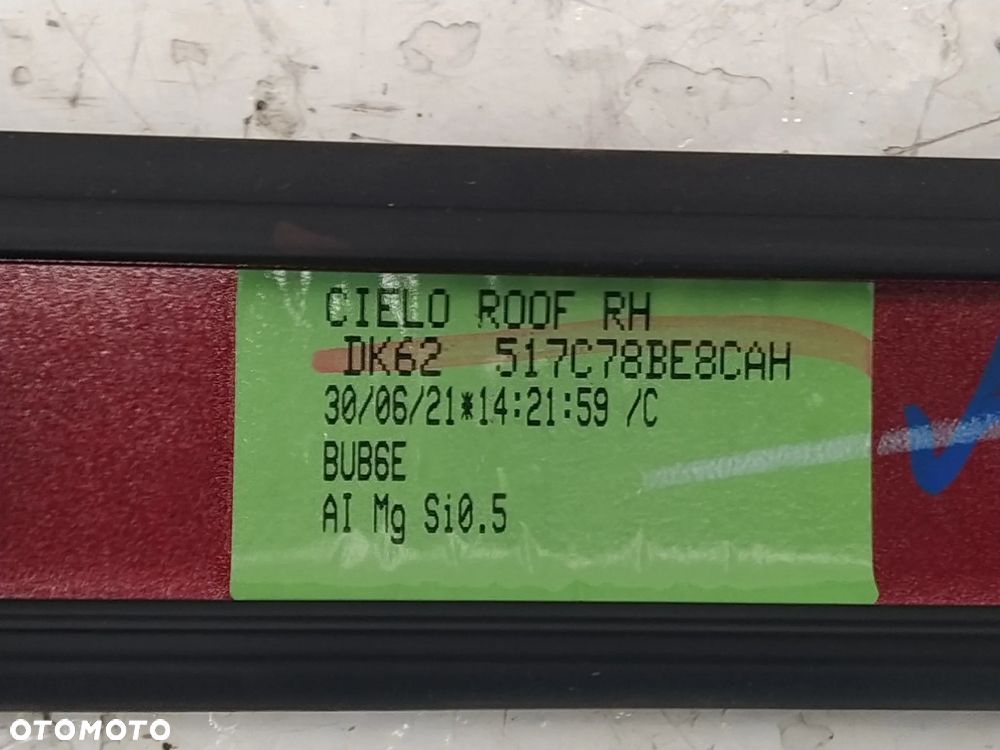 CIELO ROOF RH
DK62 517C78BE8CAH
30/06/21*14:21:59 /C
BUB6E
AI Mg Si0.5
OTOMOTO